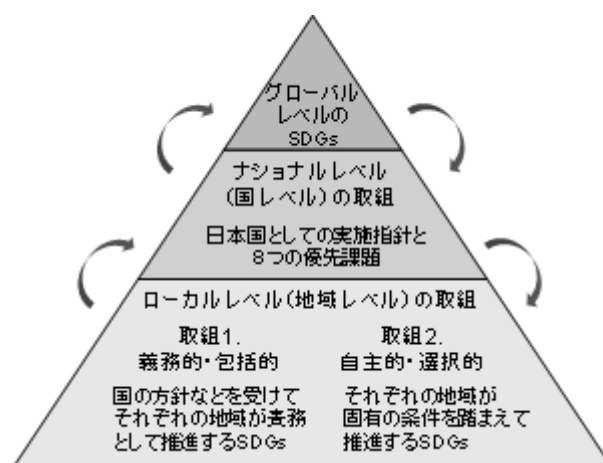 グローバル
レベルの
SDGs
ナショナルレベル
(国レベル)の取組
日本国としての実施指針と
8つの優先課題
ローカルレベル(地域レベル)の取組
取組1.
義務的・包括的
国の方針などを受けて
それぞれの地域が責務
として推進するSDGs
取組2.
自主的・選択的
それぞれの地域が
固有の条件を踏まえて
推進するSDGs